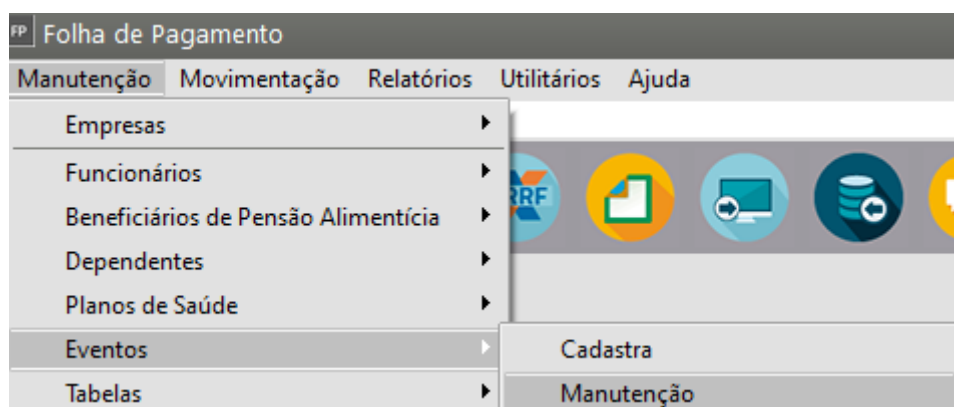 FP Folha de Pagamento
Manutenção Movimentação Relatórios Utilitários Ajuda
Empresas
Funcionários
RRF
Beneficiários de Pensão Alimentícia
Dependentes
Planos de Saúde
Eventos
Cadastra
Tabelas
Manutenção